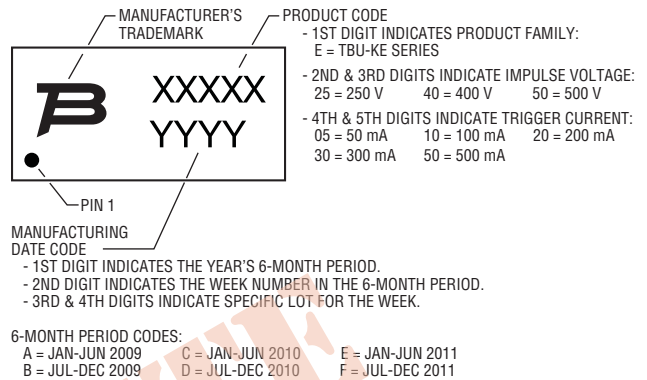 MANUFACTURER'S
TRADEMARK
PRODUCT CODE
- 1ST DIGIT INDICATES PRODUCT FAMILY:
E = TBU-KE SERIES
- 2ND & 3RD DIGITS INDICATE IMPULSE VOLTAGE:
25 = 250 V 40 = 400 V 50 = 500 V
- 4TH & 5TH DIGITS INDICATE TRIGGER CURRENT:
05 = 50 mA 10 = 100 mA 20 = 200 mA
30 = 300 mA 50 = 500 mA
XXXXX
YYYY
PIN 1
MANUFACTURING
DATE CODE
- 1ST DIGIT INDICATES THE YEAR'S 6-MONTH PERIOD.
- 2ND DIGIT INDICATES THE WEEK NUMBER IN THE 6-MONTH PERIOD.
- 3RD & 4TH DIGITS INDICATE SPECIFIC LOT FOR THE WEEK.
6-MONTH PERIOD CODES:
A = JAN-JUN 2009 C = JAN-JUN 2010 E = JAN-JUN 2011
B = JUL-DEC 2009 D = JUL-DEC 2010 F = JUL-DEC 2011